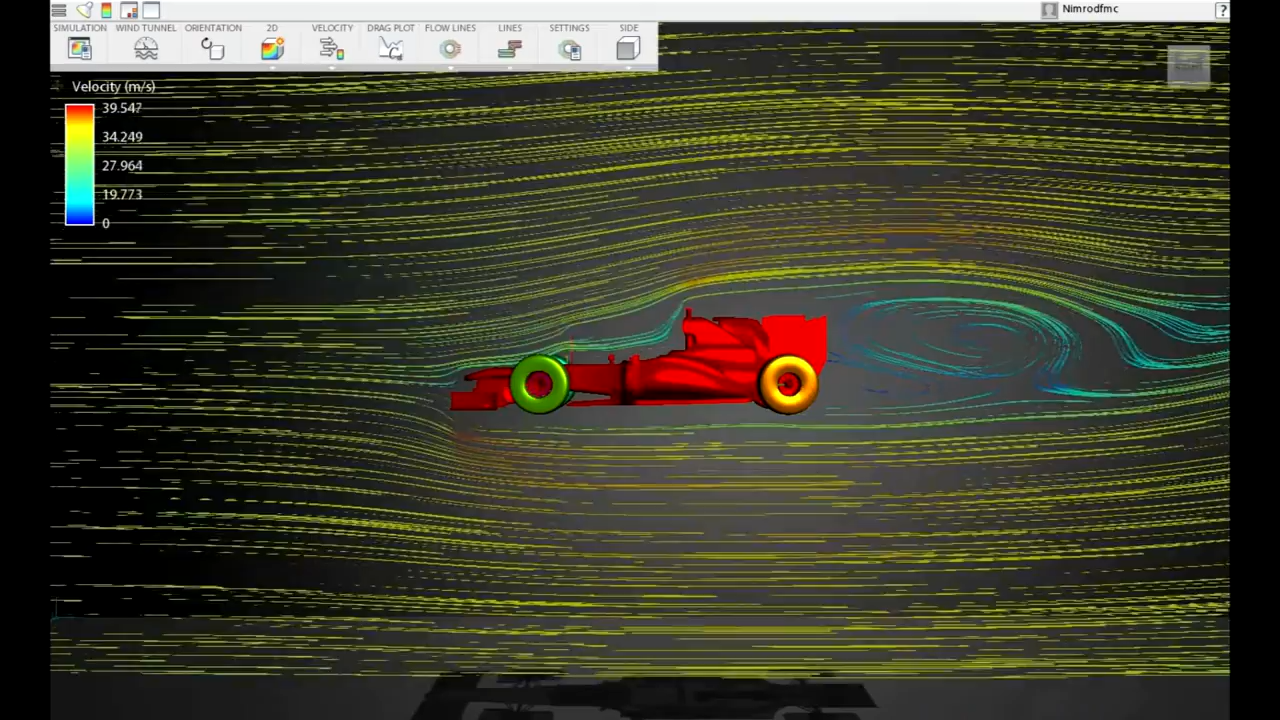 Nimrodfmc
?
SIMULATION WIND TUNNEL ORIENTATION 2D VELOCITY DRAG PLOT FLOW LINES LINES SETTINGS SIDE
Velocity (m/s)
39.547
34.249
27.964
19.773
0